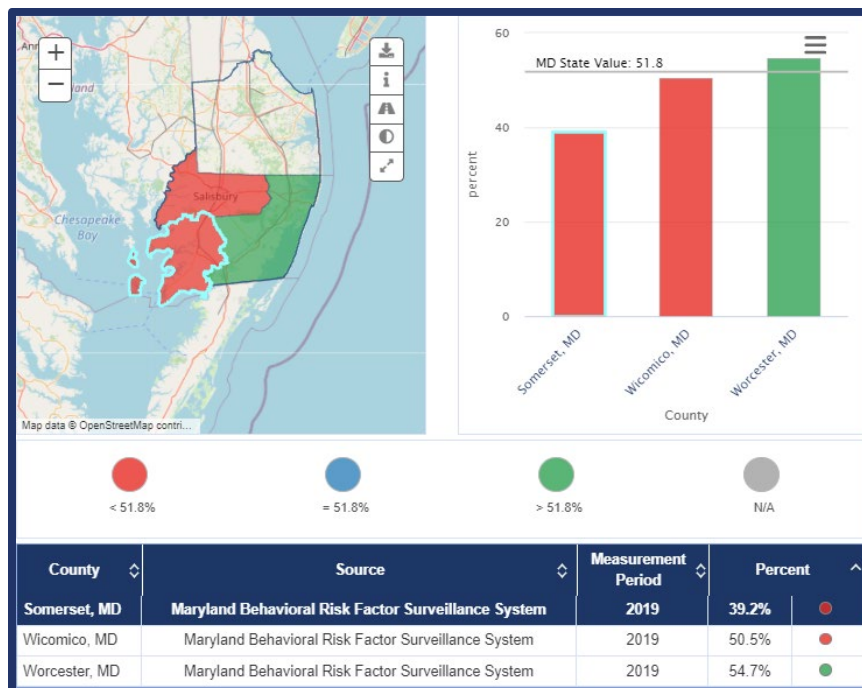 +
−
i
Ann
land
Salisbury
Chesapeake
Bay
Map data © OpenStreetMap contri...
60
MD State Value: 51.8
40
percent
20
0
Somerset, MD
Wicomico, MD
Worcester, MD
County
< 51.8%
= 51.8%
> 51.8%
N/A
County Source Measurement Period Percent
Somerset, MD Maryland Behavioral Risk Factor Surveillance System 2019 39.2%
Wicomico, MD Maryland Behavioral Risk Factor Surveillance System 2019 50.5%
Worcester, MD Maryland Behavioral Risk Factor Surveillance System 2019 54.7%